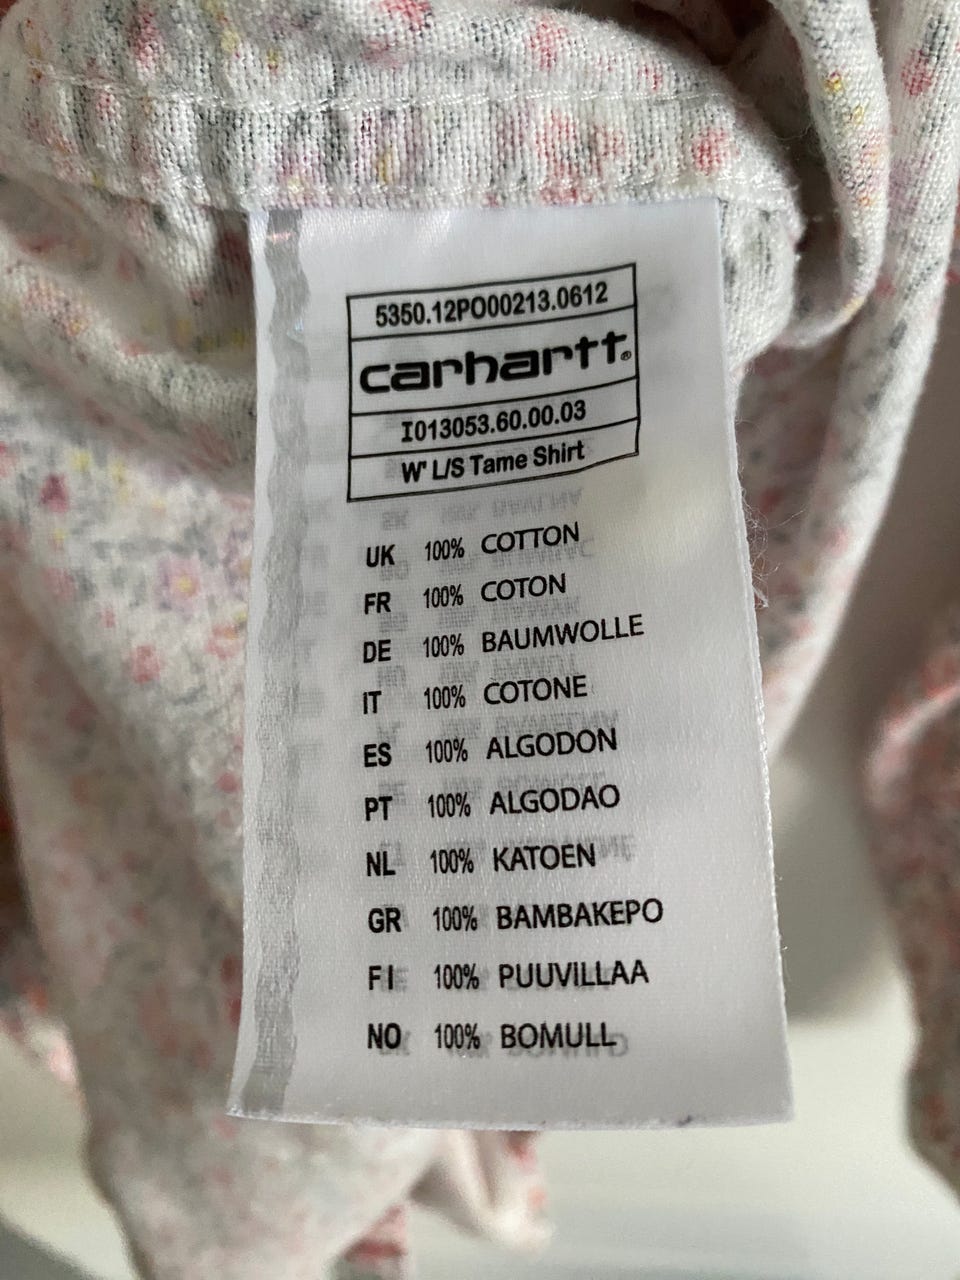 5350.12PO00213.0612
carhartt®
I013053.60.00.03
W' L/S Tame Shirt
UK 100% COTTON
FR 100% COTON
DE 100% BAUMWOLLE
IT 100% COTONE
ES 100% ALGODON
PT 100% ALGODAO
NL 100% KATOEN
GR 100% BAMBAKEPO
FI 100% PUUVILLAA
NO 100% BOMULL